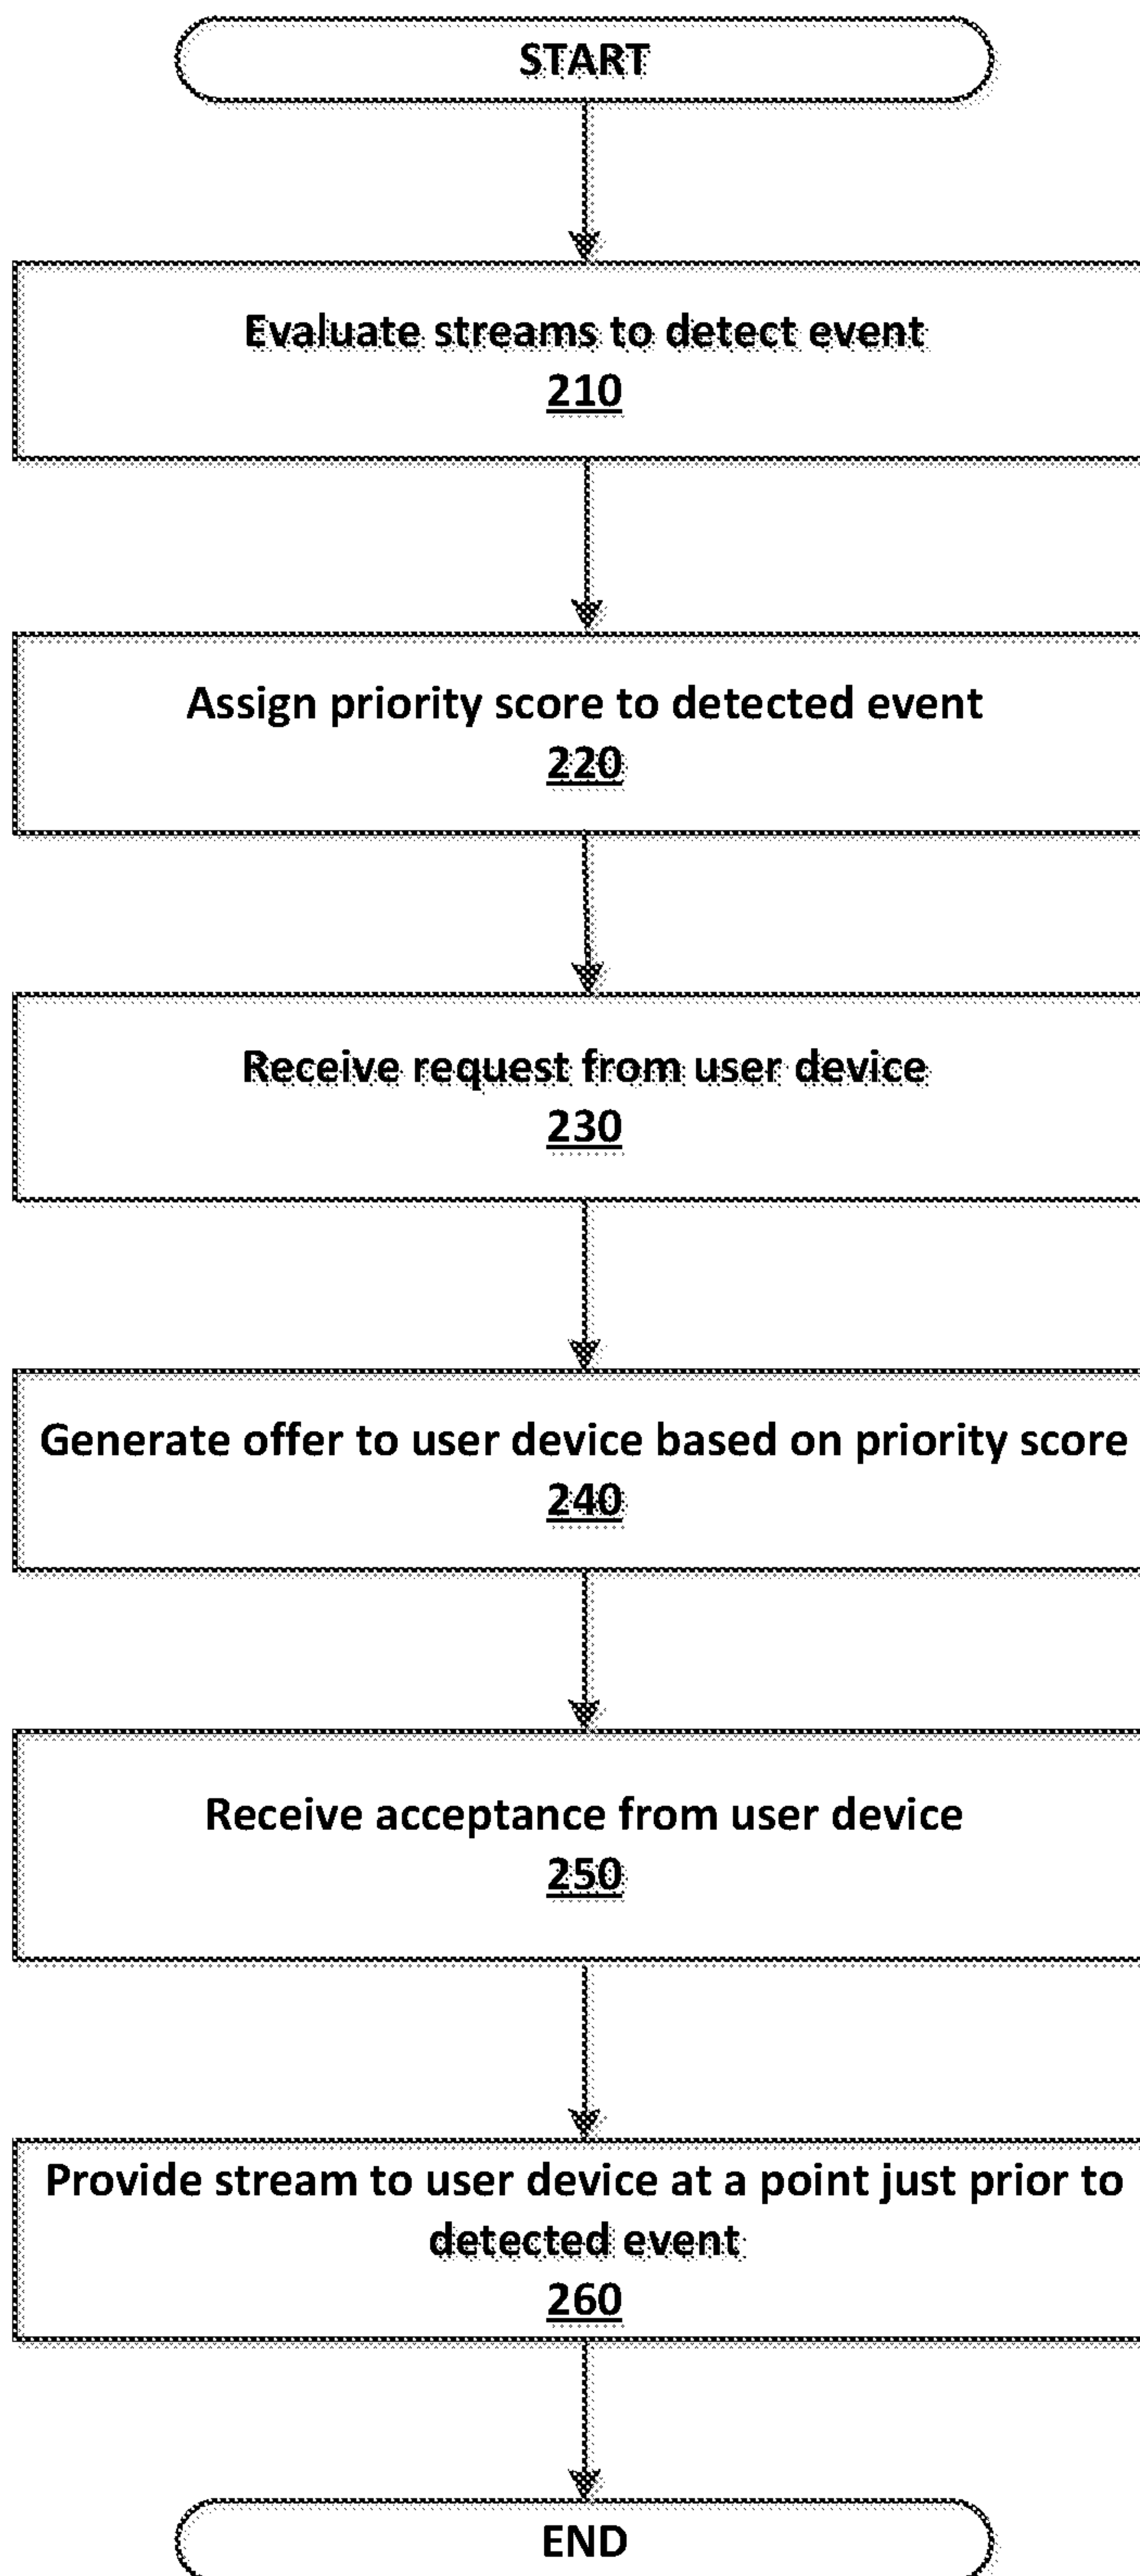 START
Evaluate streams to detect event
210
Assign priority score to detected event
220
Receive request from user device
230
Generate offer to user device based on priority score
240
Receive acceptance from user device
250
Provide stream to user device at a point just prior to
detected event
260
END